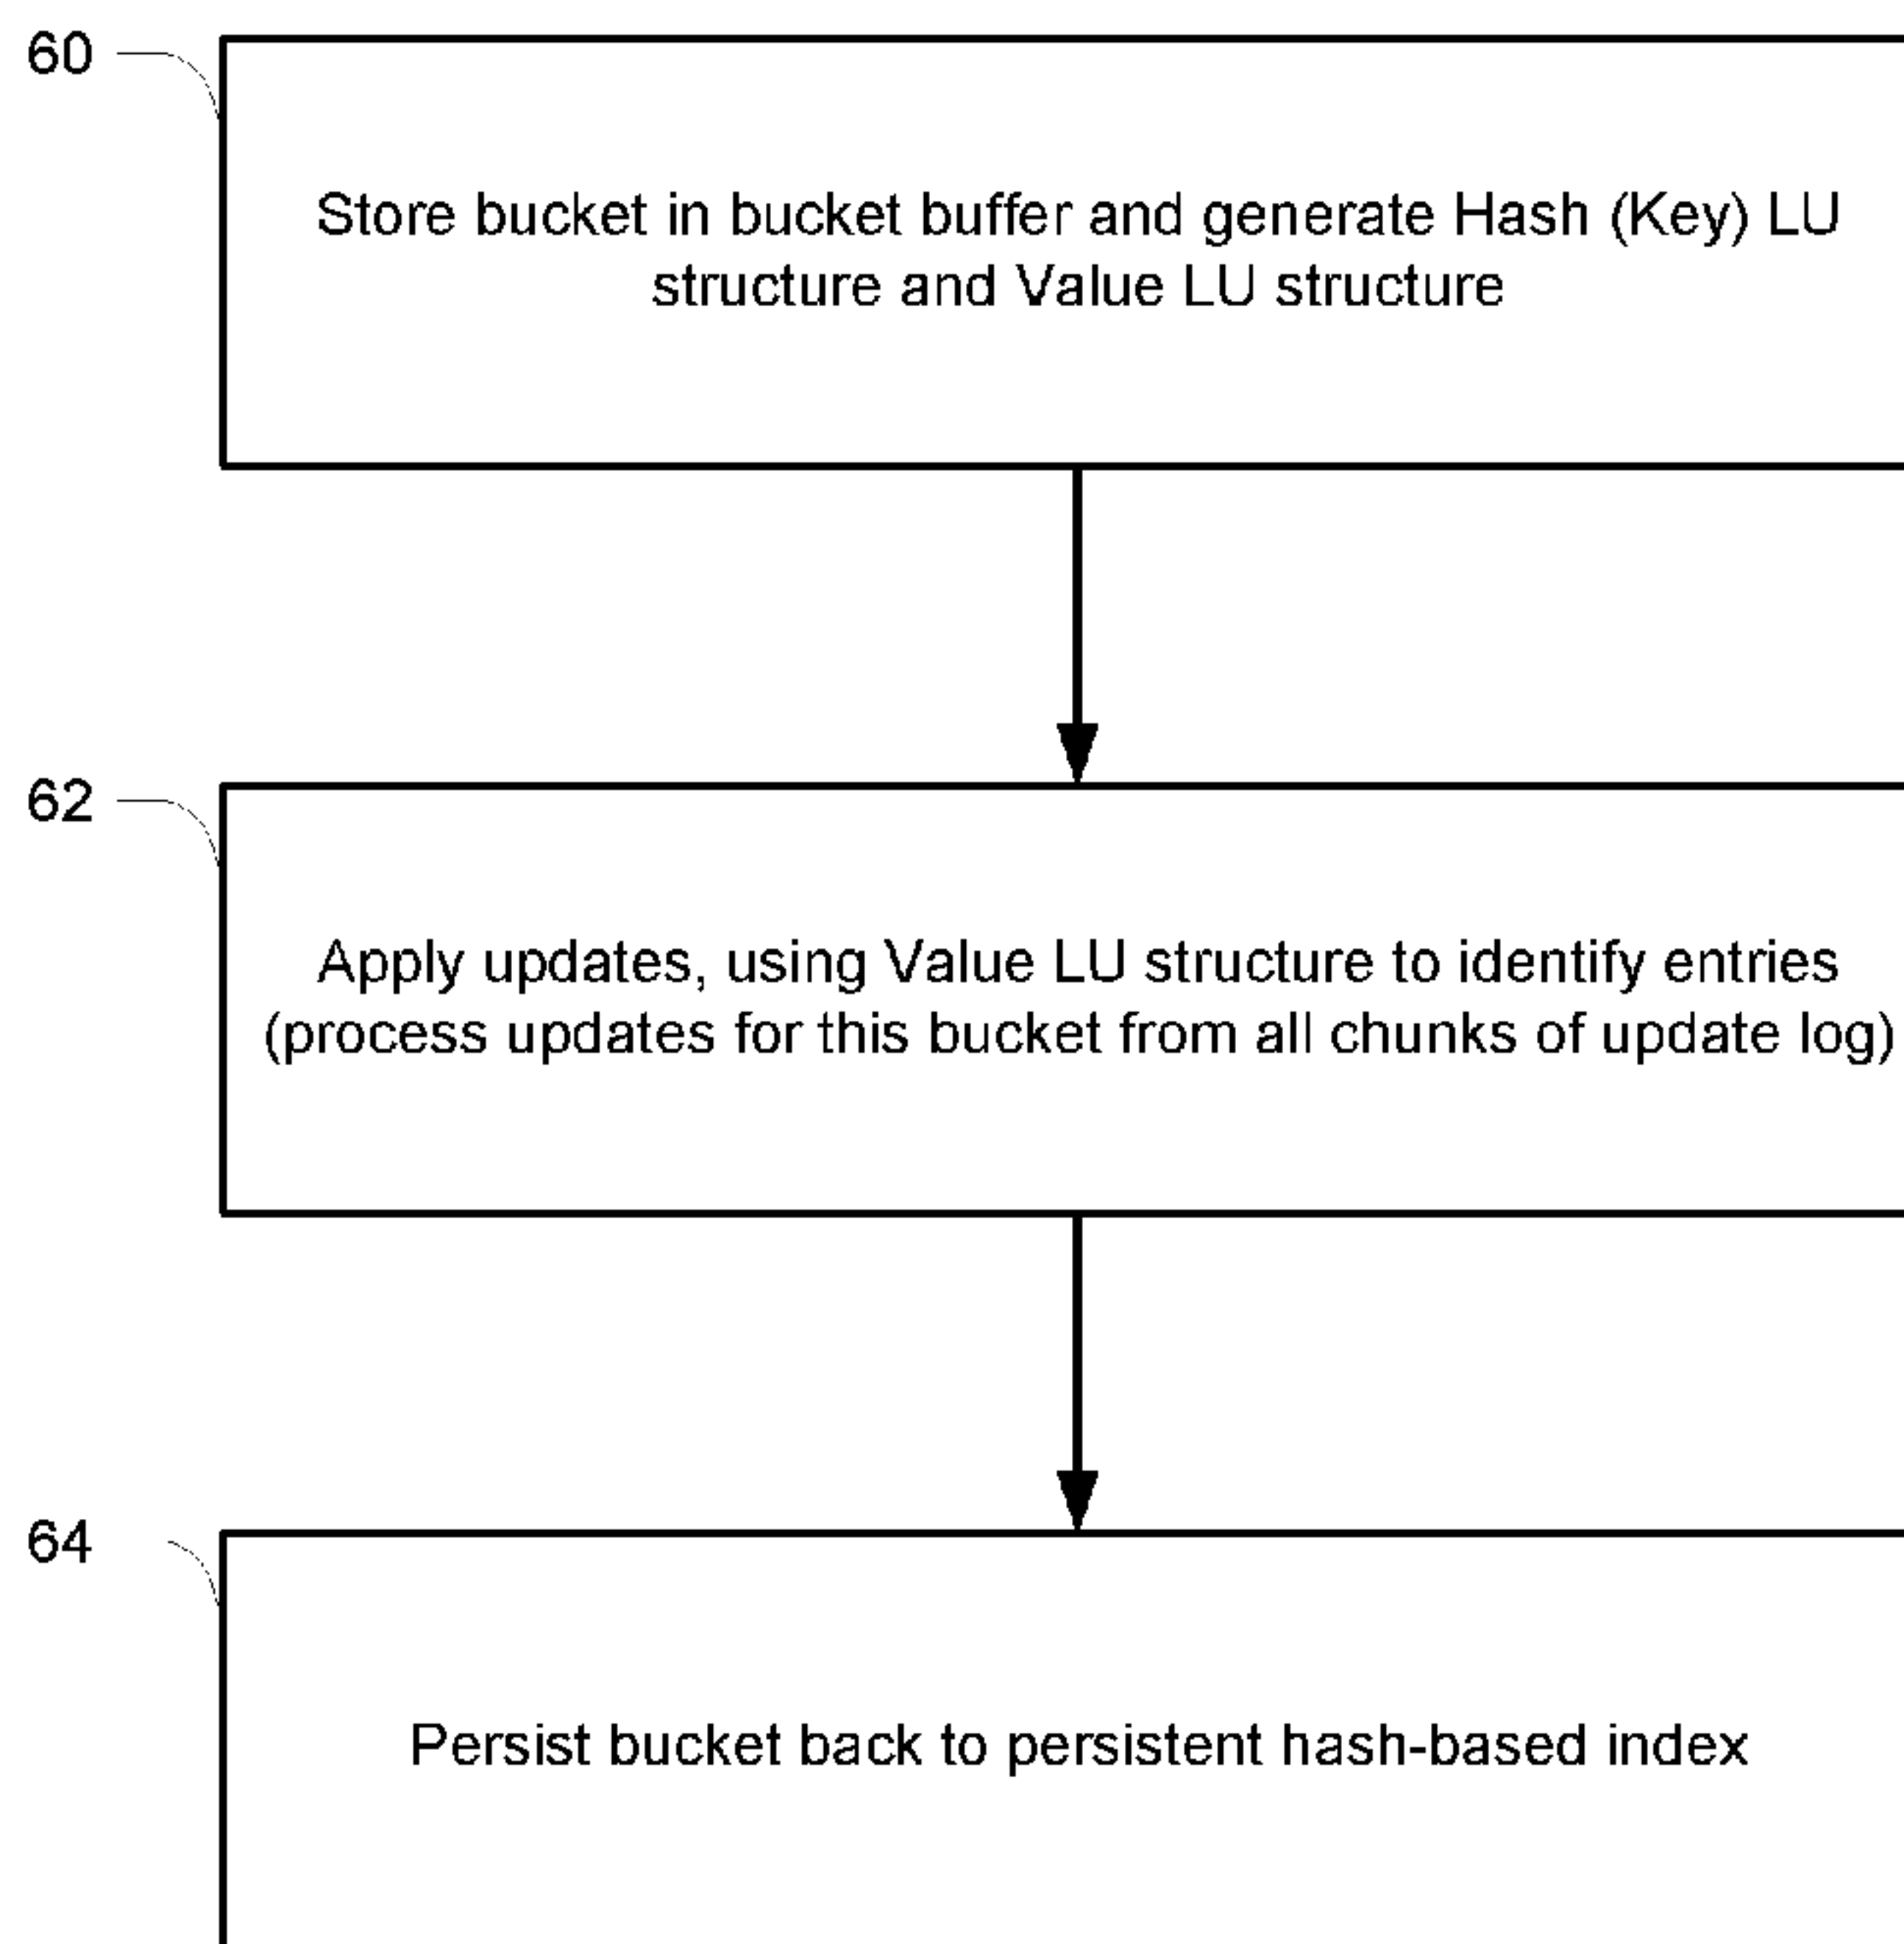 60
Store bucket in bucket buffer and generate Hash (Key) LU
structure and Value LU structure
62
Apply updates, using Value LU structure to identify entries
(process updates for this bucket from all chunks of update log)
64
Persist bucket back to persistent hash-based index